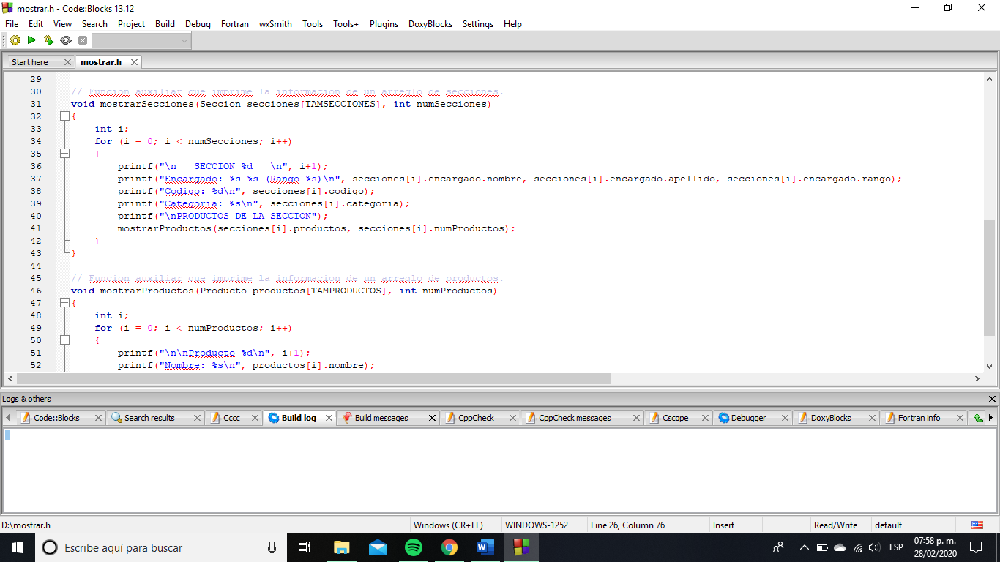 mostrar.h - Code::Blocks 13.12
File Edit View Search Project Build Debug Fortran wxSmith Tools Tools+ Plugins DoxyBlocks Settings Help
Start here mostrar.h
29
30 // Funcion auxiliar que imprime la informacion de un arreglo de secciones.
31 void mostrarSecciones(Seccion secciones[TAMSECCIONES], int numSecciones)
32 {
33 int i;
34 for (i = 0; i < numSecciones; i++)
35 {
36 printf("\n   SECCION %d   \n", i+1);
37 printf("Encargado: %s %s (Rango %s)\n", secciones[i].encargado.nombre, secciones[i].encargado.apellido, secciones[i].encargado.rango);
38 printf("Codigo: %d\n", secciones[i].codigo);
39 printf("Categoria: %s\n", secciones[i].categoria);
40 printf("\nPRODUCTOS DE LA SECCION");
41 mostrarProductos(secciones[i].productos, secciones[i].numProductos);
42 }
43 }
44
45 // Funcion auxiliar que imprime la informacion de un arreglo de productos.
46 void mostrarProductos(Producto productos[TAMPRODUCTOS], int numProductos)
47 {
48 int i;
49 for (i = 0; i < numProductos; i++)
50 {
51 printf("\n\nProducto %d\n", i+1);
52 printf("Nombre: %s\n", productos[i].nombre);
Logs & others
Code::Blocks Search results Cccc Build log Build messages CppCheck CppCheck messages Cscope Debugger DoxyBlocks Fortran info
D:\mostrar.h Windows (CR+LF) WINDOWS-1252 Line 26, Column 76 Insert Read/Write default
Escribe aquí para buscar ESP 07:58 p. m.
28/02/2020